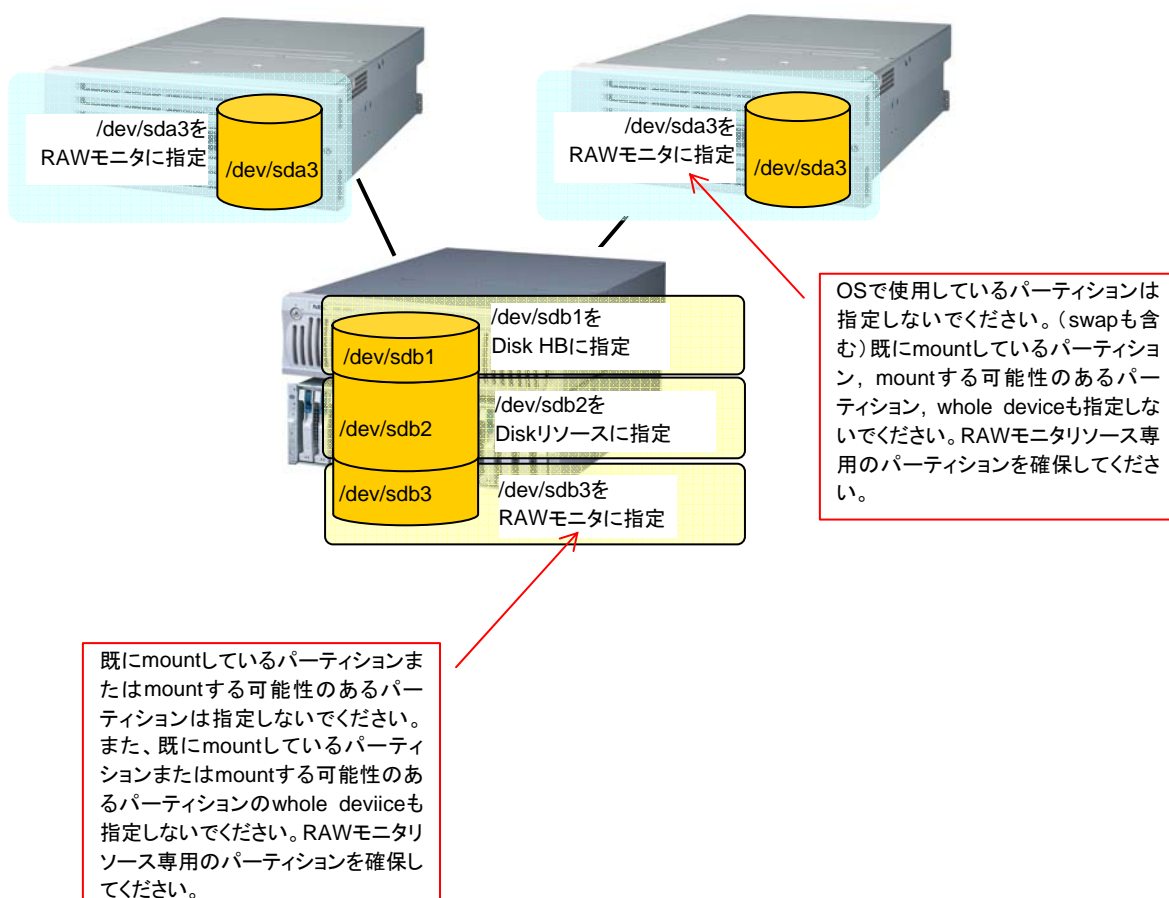 /dev/sda3を
RAWモニタに指定
/dev/sda3
/dev/sda3を
RAWモニタに指定
/dev/sda3
/dev/sdb1
/dev/sdb1を
Disk HBに指定
/dev/sdb2
/dev/sdb2を
Diskリソースに指定
/dev/sdb3
/dev/sdb3を
RAWモニタに指定
OSで使用しているパーティションは
指定しないでください。（swapも含
む）既にmountしているパーティショ
ン, mountする可能性のあるパー
ティション, whole deviceも指定しな
いでください。RAWモニタリソース専
用のパーティションを確保してくださ
い。
既にmountしているパーティションま
たはmountする可能性のあるパー
ティションは指定しないでください。
また、既にmountしているパーティ
ションまたはmountする可能性のあ
るパーティションのwhole deviiceも
指定しないでください。RAWモニタリ
ソース専用のパーティションを確保し
てください。